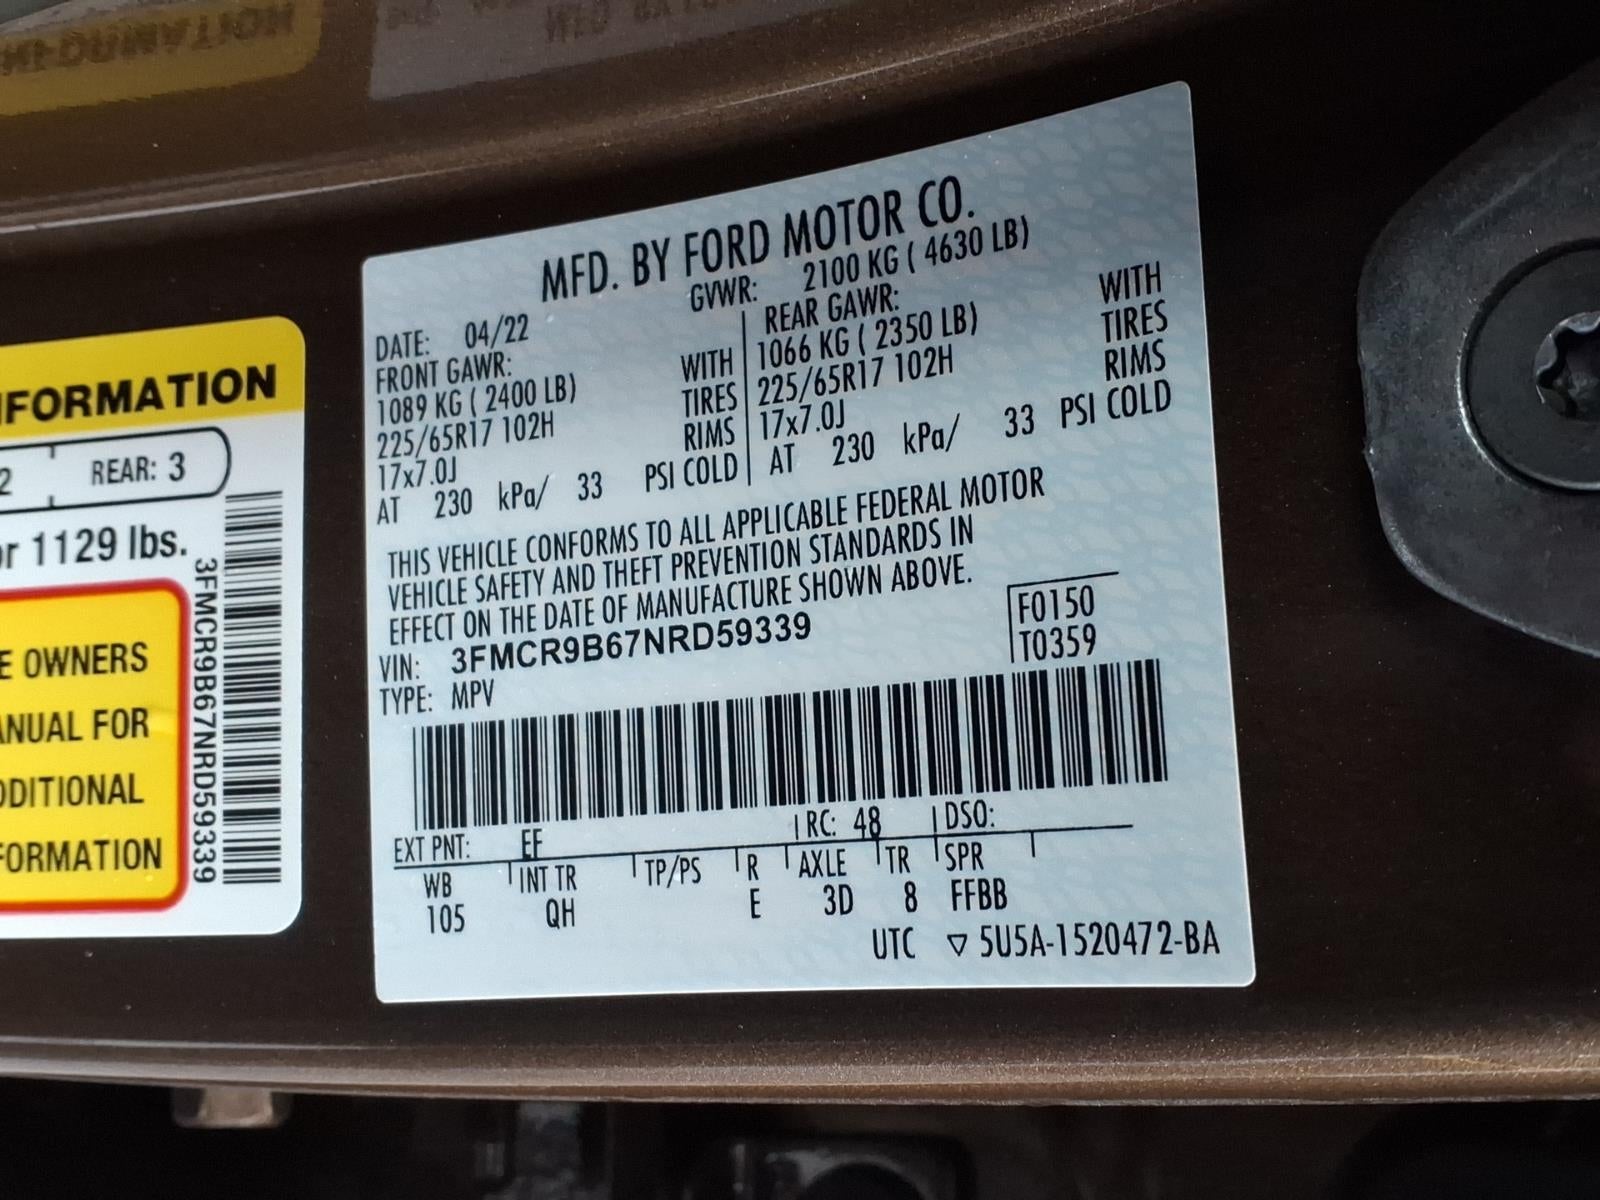 MFD. BY FORD MOTOR CO.
DATE: 04/22
GVWR: 2100 KG ( 4630 LB)
FRONT GAWR:
1089 KG ( 2400 LB) WITH
225/65R17 102H TIRES
17x7.0J RIMS
AT 230 kPa/ 33 PSI COLD
REAR GAWR:
1066 KG ( 2350 LB) WITH
225/65R17 102H TIRES
17x7.0J RIMS
AT 230 kPa/ 33 PSI COLD
THIS VEHICLE CONFORMS TO ALL APPLICABLE FEDERAL MOTOR
VEHICLE SAFETY AND THEFT PREVENTION STANDARDS IN
EFFECT ON THE DATE OF MANUFACTURE SHOWN ABOVE.
VIN: 3FMCR9B67NRD59339
TYPE: MPV
F0150
T0359
EXT PNT: EF RC: 48 DSO:
WB INT TR TP/PS R AXLE TR SPR
105 QH E 3D 8 FFBB
UTC ▽ 5U5A-1520472-BA
NFORMATION
2 REAR: 3
r 1129 lbs.
E OWNERS
ANUAL FOR
DDITIONAL
FORMATION
3FMCR9B67NRD59339